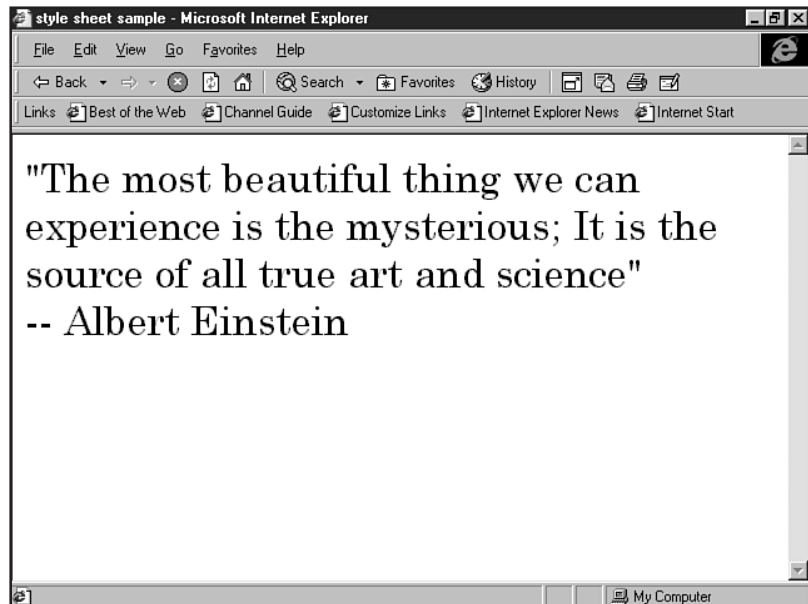 style sheet sample - Microsoft Internet Explorer
File Edit View Go Favorites Help
Back Search Favorites History
Links Best of the Web Channel Guide Customize Links Internet Explorer News Internet Start
"The most beautiful thing we can
experience is the mysterious; It is the
source of all true art and science"
-- Albert Einstein
My Computer